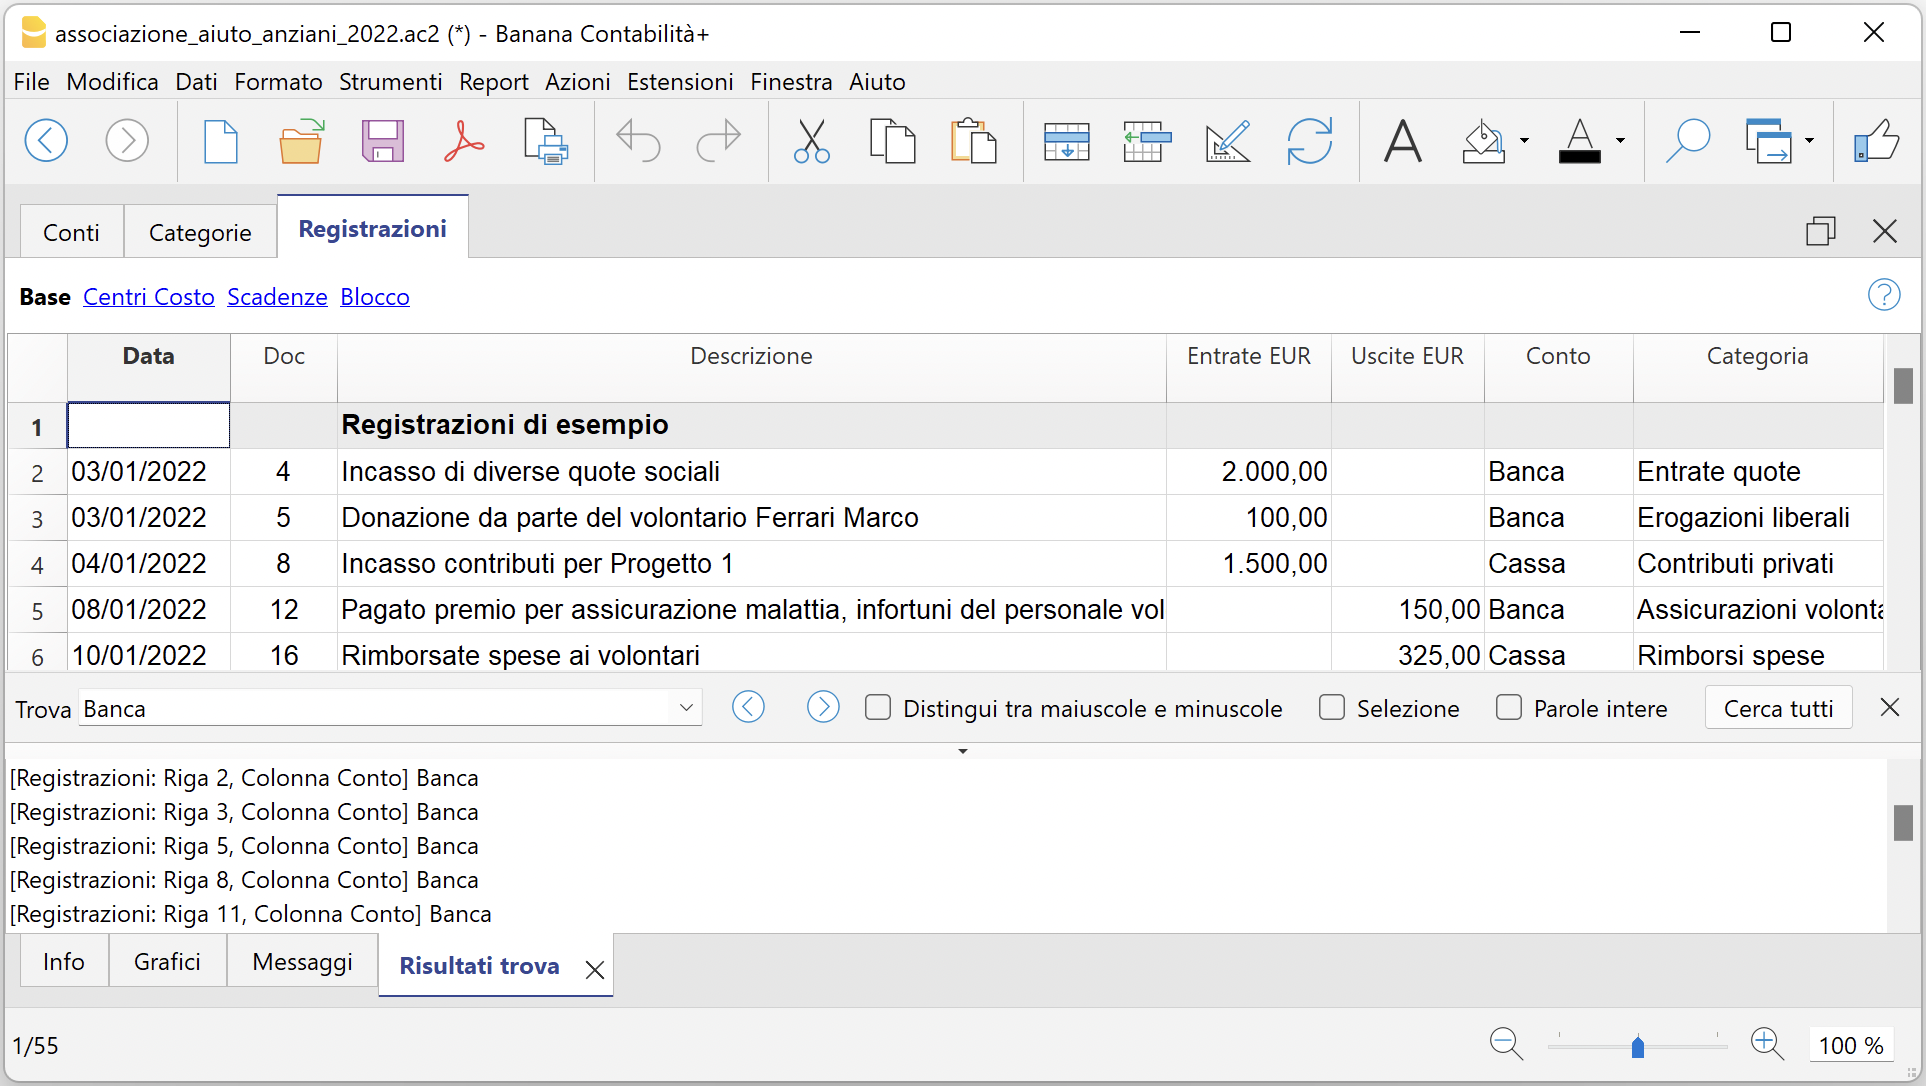 associazione_aiuto_anziani_2022.ac2 (*) - Banana Contabilità+
File Modifica Dati Formato Strumenti Report Azioni Estensioni Finestra Aiuto
Conti Categorie Registrazioni
Base Centri Costo Scadenze Blocco
Data Doc Descrizione Entrate EUR Uscite EUR Conto Categoria
1 Registrazioni di esempio
2 03/01/2022 4 Incasso di diverse quote sociali 2.000,00 Banca Entrate quote
3 03/01/2022 5 Donazione da parte del volontario Ferrari Marco 100,00 Banca Erogazioni liberali
4 04/01/2022 8 Incasso contributi per Progetto 1 1.500,00 Cassa Contributi privati
5 08/01/2022 12 Pagato premio per assicurazione malattia, infortuni del personale vol 150,00 Banca Assicurazioni volonta
6 10/01/2022 16 Rimborsate spese ai volontari 325,00 Cassa Rimborsi spese
Trova Banca Distingui tra maiuscole e minuscole Selezione Parole intere Cerca tutti
[Registrazioni: Riga 2, Colonna Conto] Banca
[Registrazioni: Riga 3, Colonna Conto] Banca
[Registrazioni: Riga 5, Colonna Conto] Banca
[Registrazioni: Riga 8, Colonna Conto] Banca
[Registrazioni: Riga 11, Colonna Conto] Banca
Info Grafici Messaggi Risultati trova
1/55 100 %